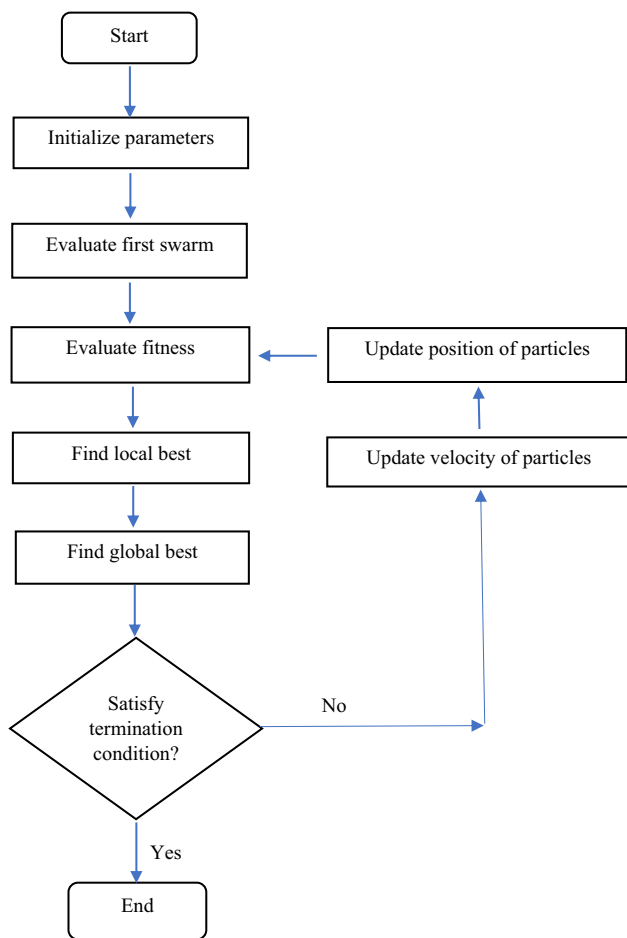 Start
Initialize parameters
Evaluate first swarm
Evaluate fitness
Update position of particles
Find local best
Update velocity of particles
Find global best
Satisfy
termination
condition?
No
Yes
End